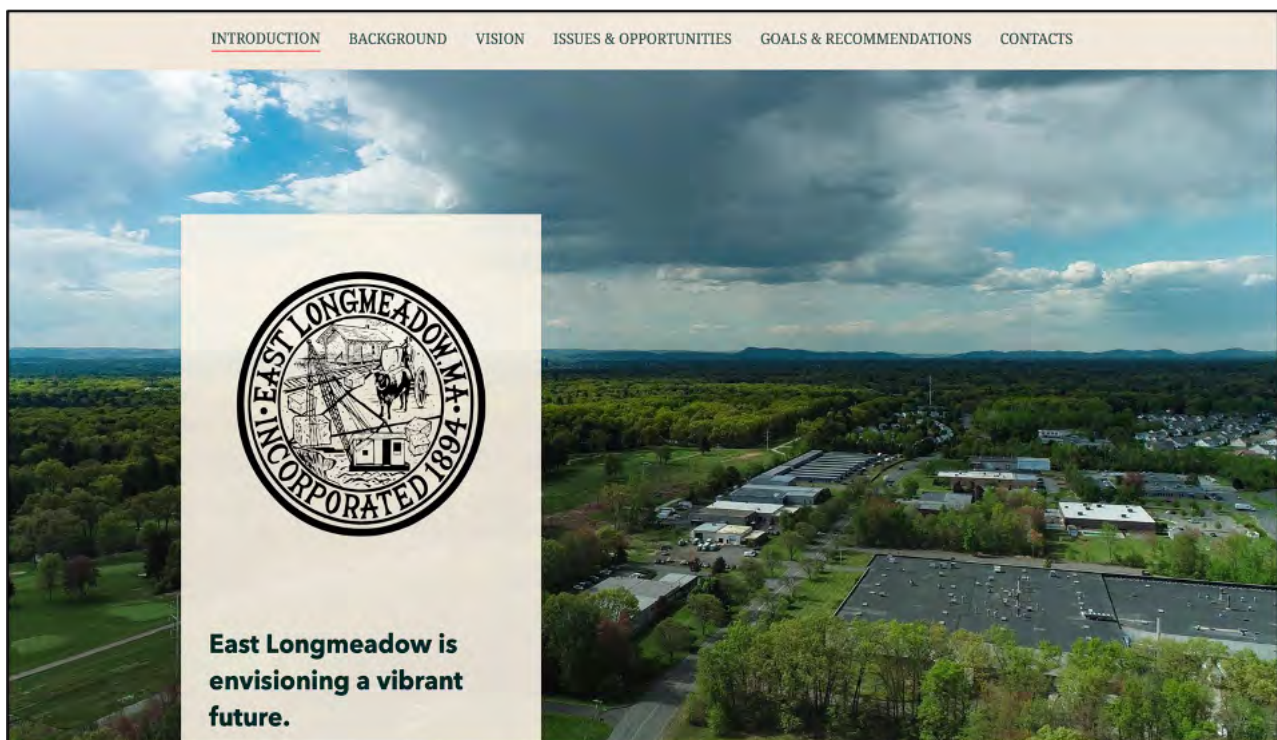 INTRODUCTION BACKGROUND VISION ISSUES & OPPORTUNITIES GOALS & RECOMMENDATIONS CONTACTS
EAST LONGMEADOW, MA.
INCORPORATED 1894
East Longmeadow is
envisioning a vibrant
future.